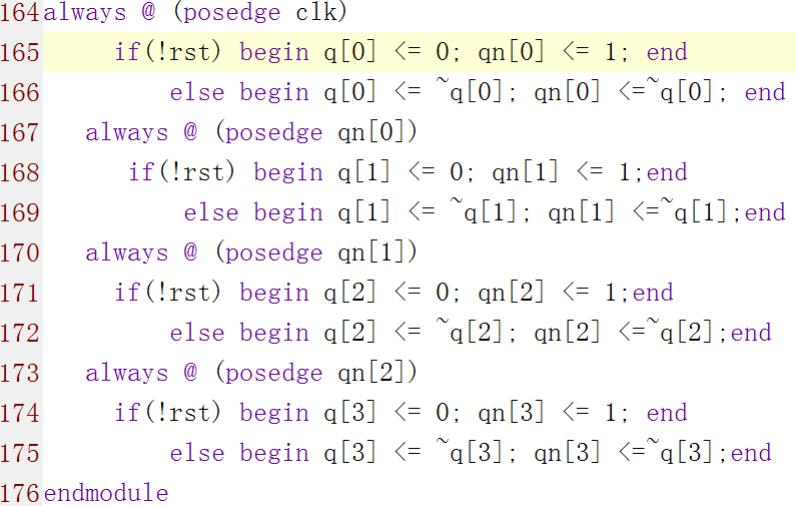 164 always @ (posedge clk)
165 if(!rst) begin q[0] <= 0; qn[0] <= 1; end
166 else begin q[0] <= ~q[0]; qn[0] <=~q[0]; end
167 always @ (posedge qn[0])
168 if(!rst) begin q[1] <= 0; qn[1] <= 1;end
169 else begin q[1] <= ~q[1]; qn[1] <=~q[1];end
170 always @ (posedge qn[1])
171 if(!rst) begin q[2] <= 0; qn[2] <= 1;end
172 else begin q[2] <= ~q[2]; qn[2] <=~q[2];end
173 always @ (posedge qn[2])
174 if(!rst) begin q[3] <= 0; qn[3] <= 1; end
175 else begin q[3] <= ~q[3]; qn[3] <=~q[3];end
176 endmodule